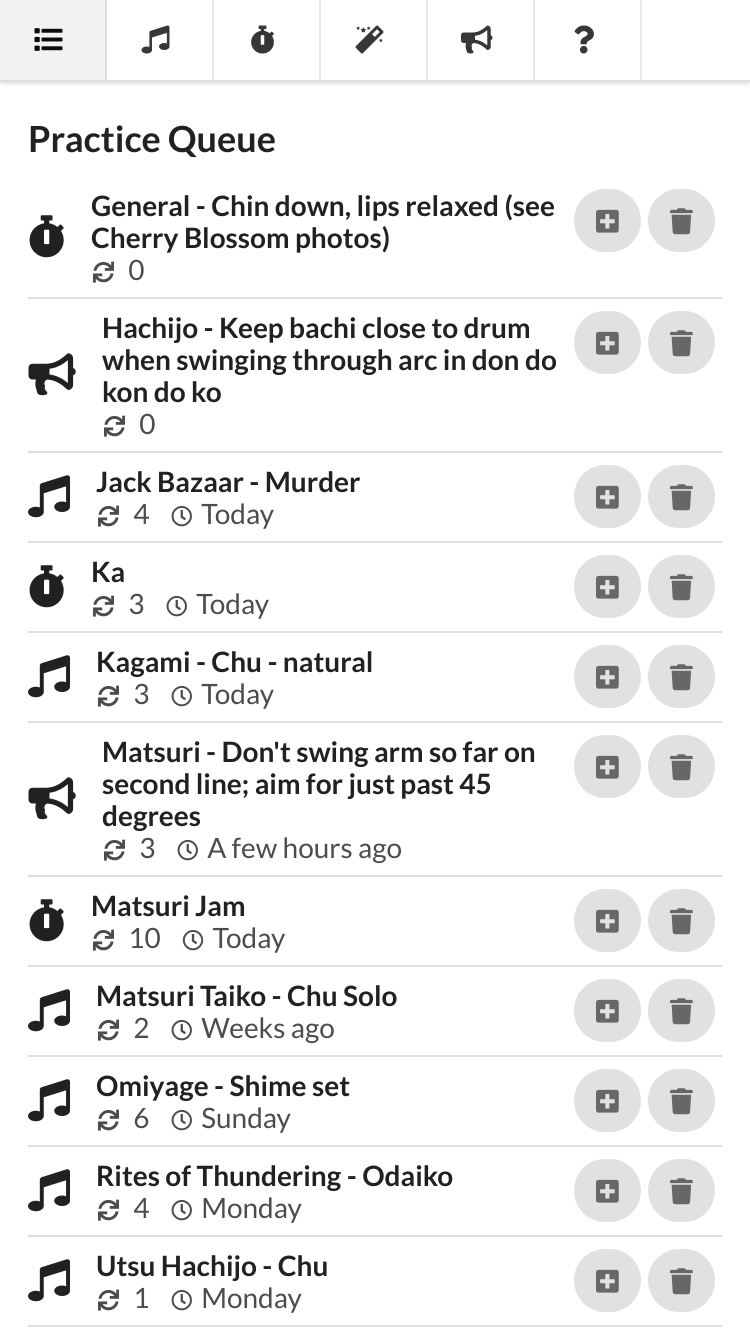 ?
Practice Queue
General - Chin down, lips relaxed (see
Cherry Blossom photos)
0
Hachijo - Keep bachi close to drum
when swinging through arc in don do
kon do ko
0
Jack Bazaar - Murder
4 Today
Ka
3 Today
Kagami - Chu - natural
3 Today
Matsuri - Don't swing arm so far on
second line; aim for just past 45
degrees
3 A few hours ago
Matsuri Jam
10 Today
Matsuri Taiko - Chu Solo
2 Weeks ago
Omiyage - Shime set
6 Sunday
Rites of Thundering - Odaiko
4 Monday
Utsu Hachijo - Chu
1 Monday